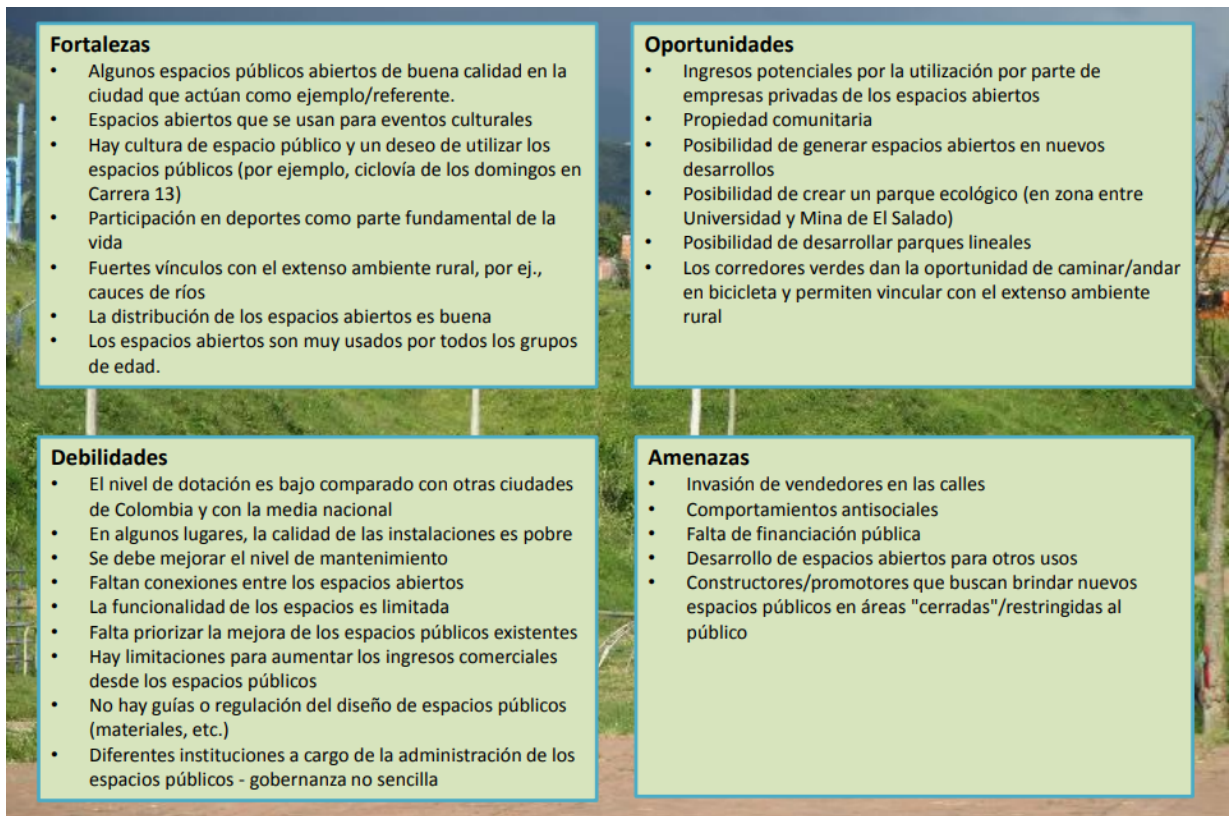 Fortalezas
• Algunos espacios públicos abiertos de buena calidad en la
ciudad que actúan como ejemplo/referente.
• Espacios abiertos que se usan para eventos culturales
• Hay cultura de espacio público y un deseo de utilizar los
espacios públicos (por ejemplo, ciclovía de los domingos en
Carrera 13)
• Participación en deportes como parte fundamental de la
vida
• Fuertes vínculos con el extenso ambiente rural, por ej.,
cauces de ríos
• La distribución de los espacios abiertos es buena
• Los espacios abiertos son muy usados por todos los grupos
de edad.
Oportunidades
• Ingresos potenciales por la utilización por parte de
empresas privadas de los espacios abiertos
• Propiedad comunitaria
• Posibilidad de generar espacios abiertos en nuevos
desarrollos
• Posibilidad de crear un parque ecológico (en zona entre
Universidad y Mina de El Salado)
• Posibilidad de desarrollar parques lineales
• Los corredores verdes dan la oportunidad de caminar/andar
en bicicleta y permiten vincular con el extenso ambiente
rural
Debilidades
• El nivel de dotación es bajo comparado con otras ciudades
de Colombia y con la media nacional
• En algunos lugares, la calidad de las instalaciones es pobre
• Se debe mejorar el nivel de mantenimiento
• Faltan conexiones entre los espacios abiertos
• La funcionalidad de los espacios es limitada
• Falta priorizar la mejora de los espacios públicos existentes
• Hay limitaciones para aumentar los ingresos comerciales
desde los espacios públicos
• No hay guías o regulación del diseño de espacios públicos
(materiales, etc.)
• Diferentes instituciones a cargo de la administración de los
espacios públicos - gobernanza no sencilla
Amenazas
• Invasión de vendedores en las calles
• Comportamientos antisociales
• Falta de financiación pública
• Desarrollo de espacios abiertos para otros usos
• Constructores/promotores que buscan brindar nuevos
espacios públicos en áreas "cerradas"/restringidas al
público